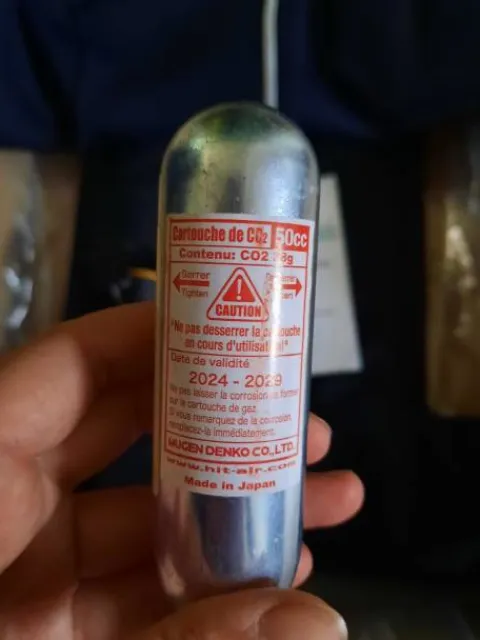 Cartouche de CO2 50cc
Contenu: CO2
Serrer
Tighten
CAUTION
"Ne pas desserrer la cartouche
en cours d'utilisation"
Date de validité
2024 - 2029
Ne pas laisser la corrosion se former
sur le cartouche de gaz.
Si vous remarquez de la corrosion,
remplacez-la immédiatement.
MUGEN DENKO CO.,LTD.
www.hit-air.com
Made in Japan